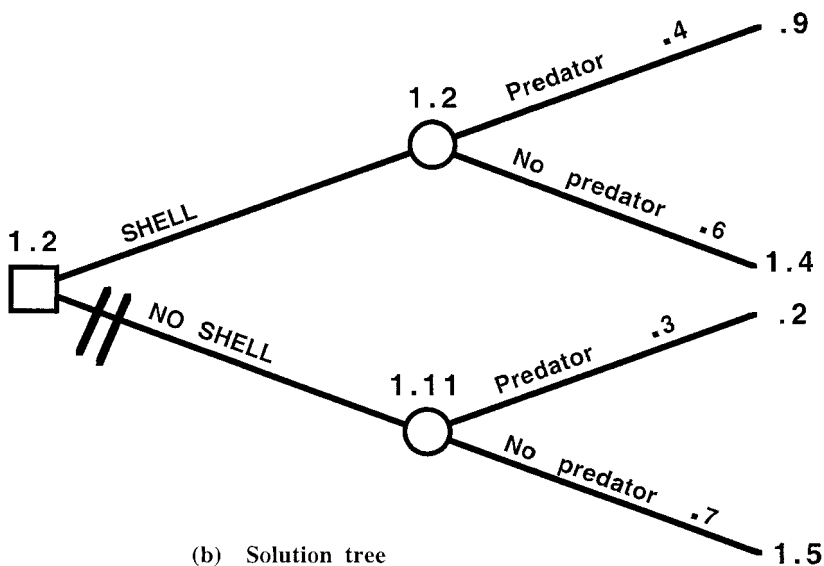 .9
.4
Predator
1.2
No predator
.6
SHELL
1.2
1.4
.2
NO SHELL
.3
Predator
1.11
No predator
.7
1.5
(b) Solution tree